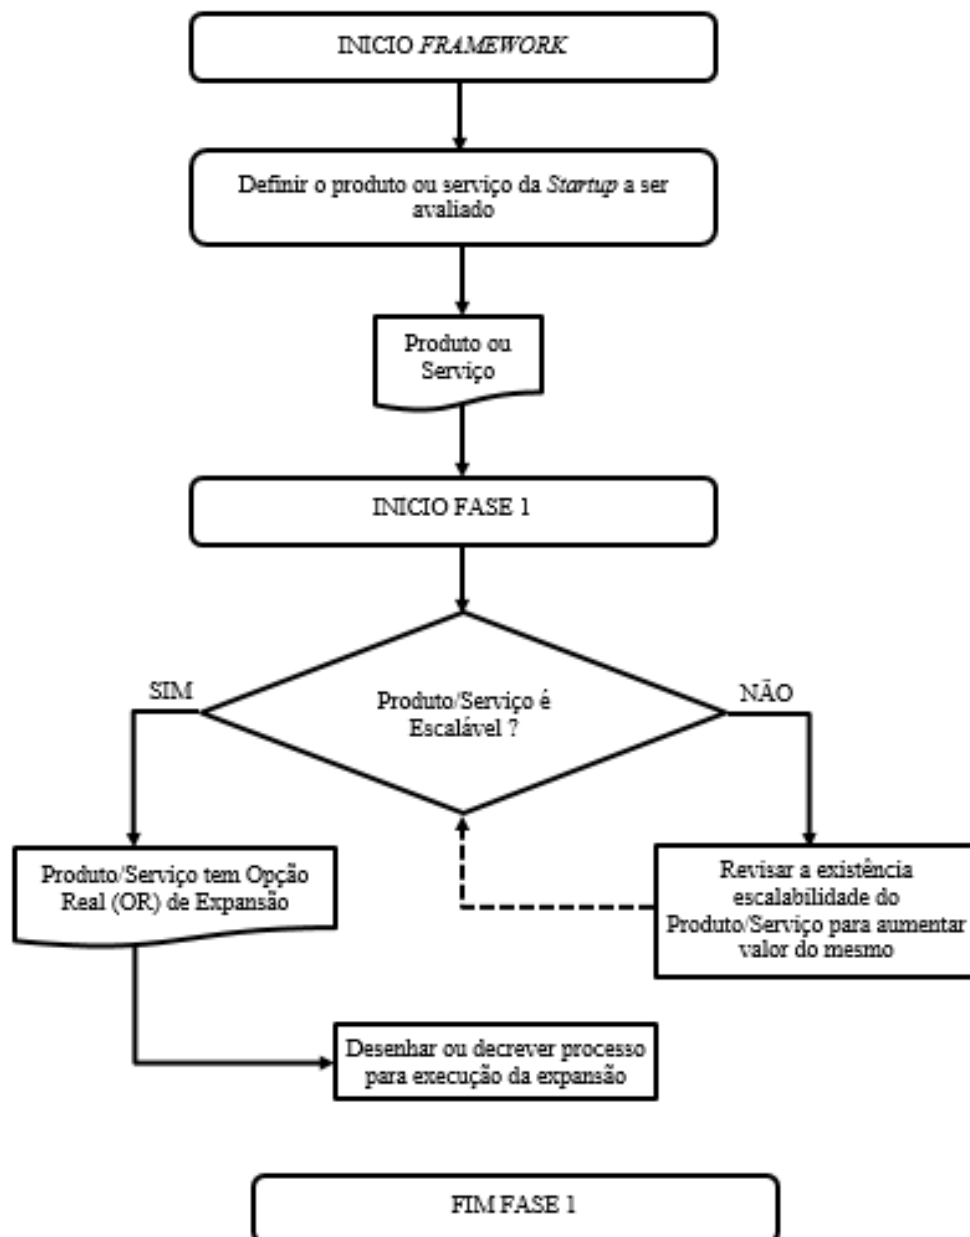 INICIO FRAMEWORK
Definir o produto ou serviço da Startup a ser
avaliado
Produto ou
Serviço
INICIO FASE 1
SIM
NÃO
Produto/Serviço é
Escalável ?
Produto/Serviço tem Opção
Real (OR) de Expansão
Revisar a existência
escalabilidade do
Produto/Serviço para aumentar
valor do mesmo
Desenhar ou decrever processo
para execução da expansão
FIM FASE 1